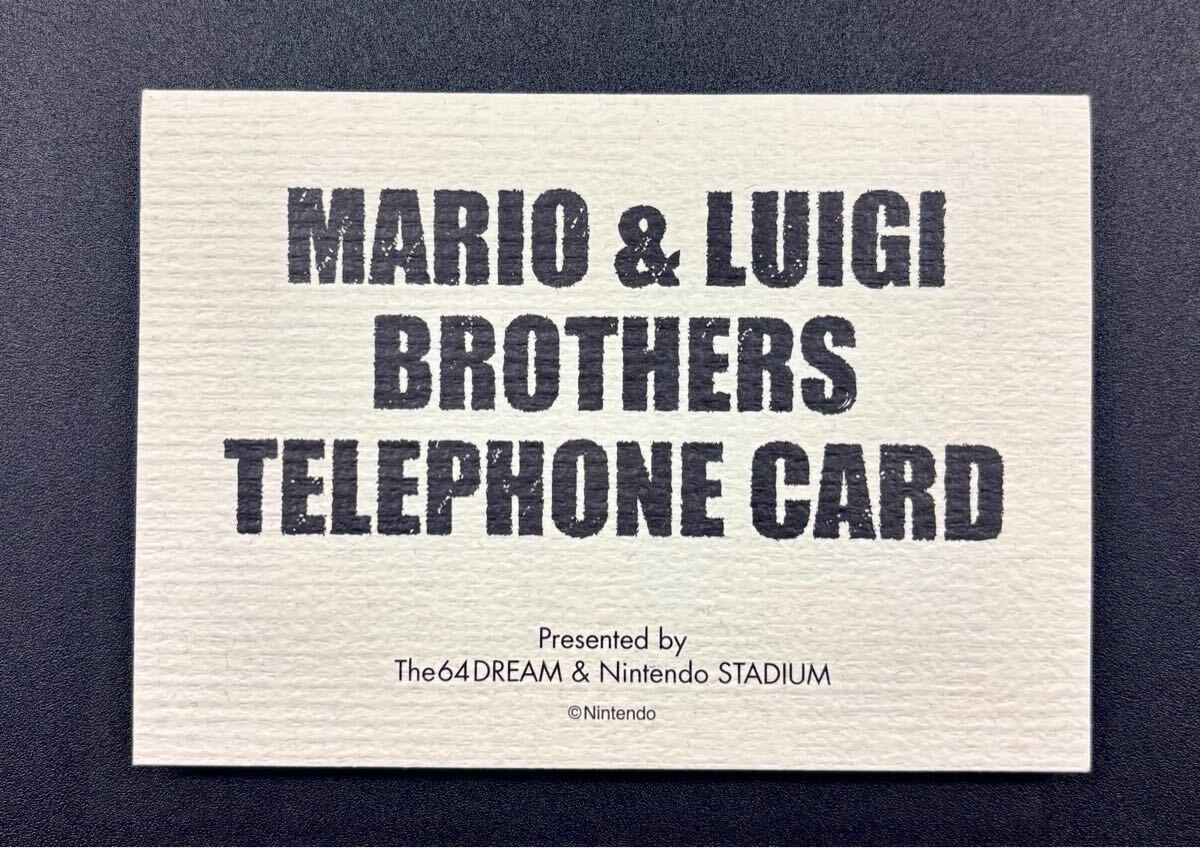 MARIO & LUIGI
BROTHERS
TELEPHONE CARD
Presented by
The64DREAM & Nintendo STADIUM
©Nintendo